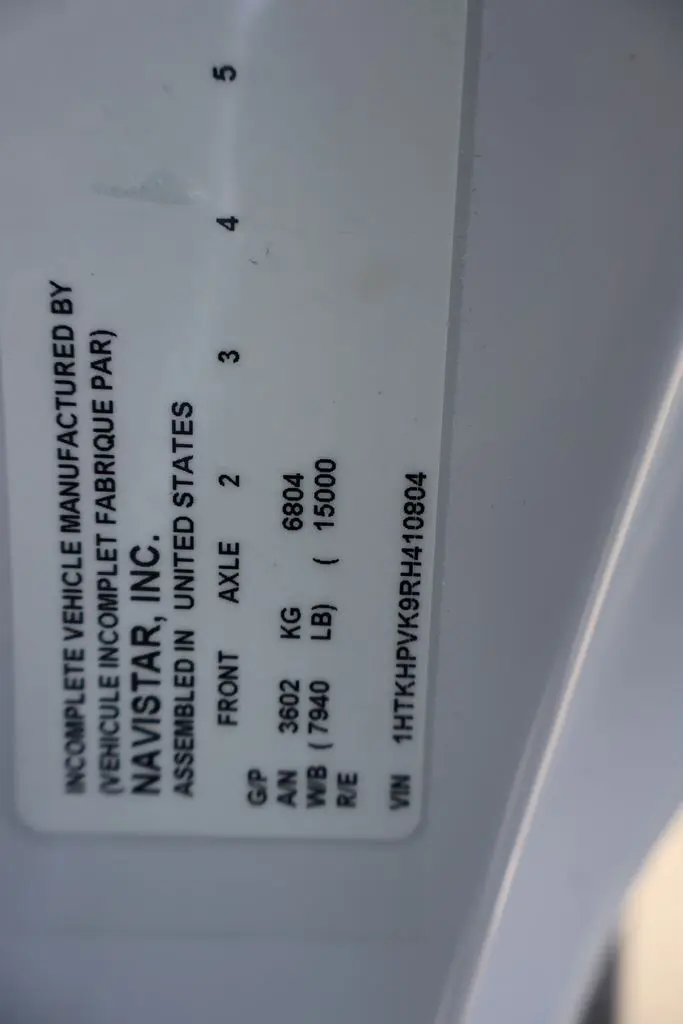 INCOMPLETE VEHICLE MANUFACTURED BY
(VEHICULE INCOMPLET FABRIQUE PAR)
NAVISTAR, INC.
ASSEMBLED IN UNITED STATES
FRONT AXLE 2 3 4 5
G/P
A/N 3602 KG 6804
W/B ( 7940 LB) ( 15000
R/E
VIN 1HTKHPVK9RH410804